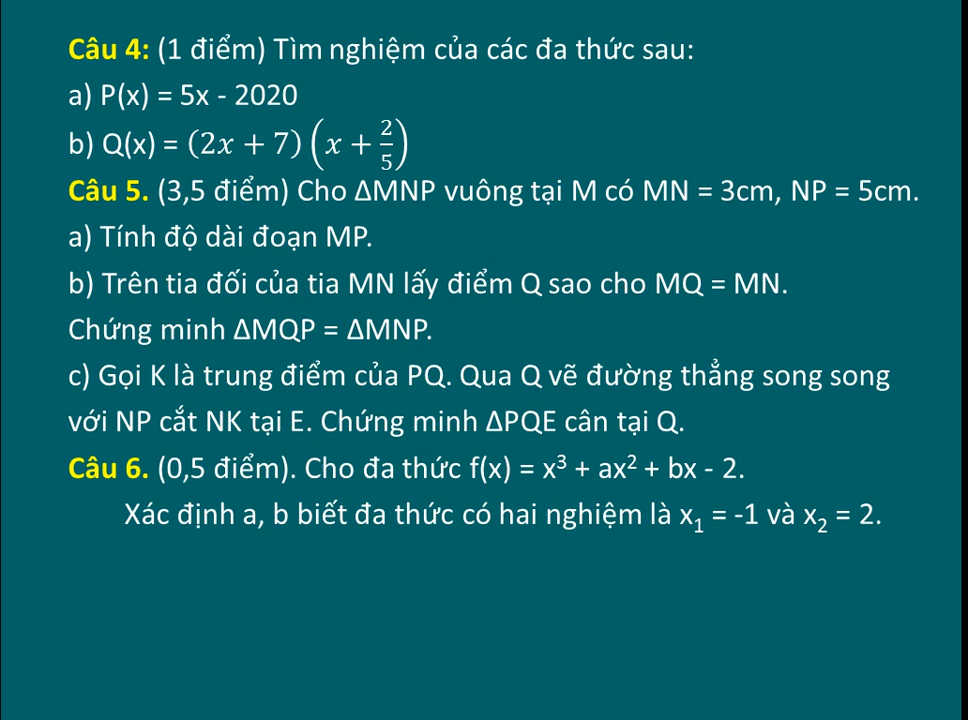 Câu 4: (1 điểm) Tìm nghiệm của các đa thức sau:
a) P(x) = 5x - 2020
b) Q(x) = (2x + 7)(x + 2/5)
Câu 5. (3,5 điểm) Cho ΔMNP vuông tại M có MN = 3cm, NP = 5cm.
a) Tính độ dài đoạn MP.
b) Trên tia đối của tia MN lấy điểm Q sao cho MQ = MN.
Chứng minh ΔMQP = ΔMNP.
c) Gọi K là trung điểm của PQ. Qua Q vẽ đường thẳng song song
với NP cắt NK tại E. Chứng minh ΔPQE cân tại Q.
Câu 6. (0,5 điểm). Cho đa thức f(x) = x³ + ax² + bx - 2.
Xác định a, b biết đa thức có hai nghiệm là x₁ = -1 và x₂ = 2.